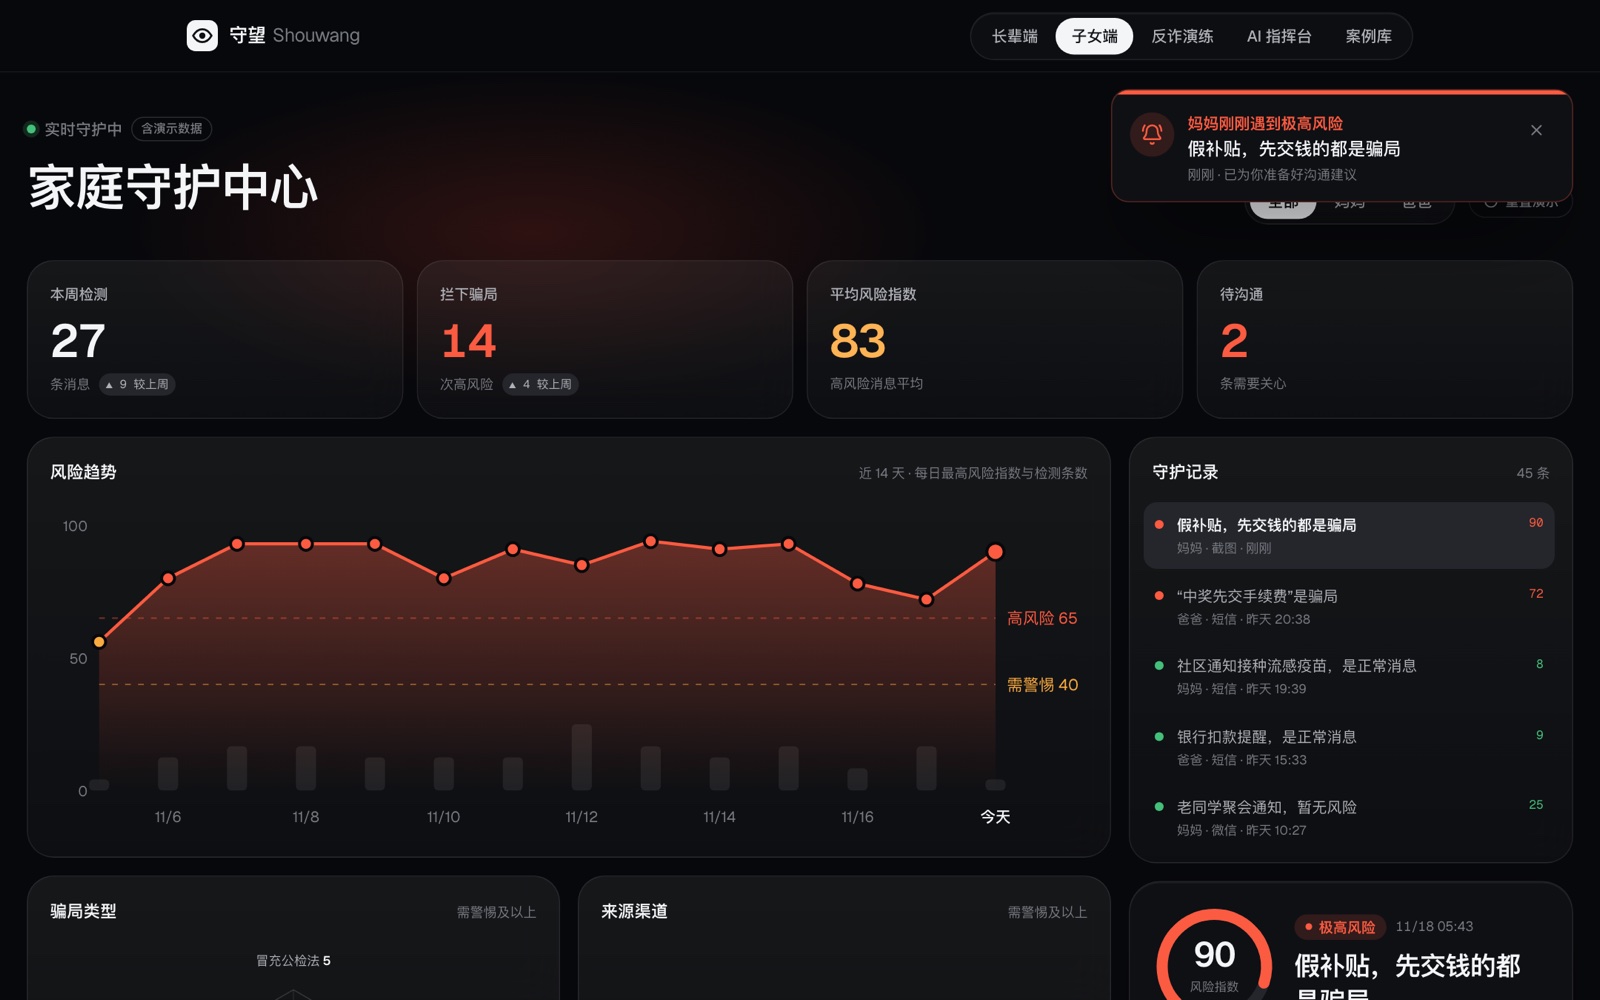 守望 Shouwang
长辈端 子女端 反诈演练 AI 指挥台 案例库
实时守护中 含演示数据
家庭守护中心
妈妈刚刚遇到极高风险
假补贴，先交钱的都是骗局
刚刚 · 已为你准备好沟通建议
全部 妈妈 爸爸 重置演示
本周检测
27
条消息 ▲ 9 较上周
拦下骗局
14
次高风险 ▲ 4 较上周
平均风险指数
83
高风险消息平均
待沟通
2
条需要关心
风险趋势
近 14 天 · 每日最高风险指数与检测条数
100
50
0
高风险 65
需警惕 40
11/6 11/8 11/10 11/12 11/14 11/16 今天
守护记录
45 条
假补贴，先交钱的都是骗局 90
妈妈 · 截图 · 刚刚
“中奖先交手续费”是骗局 72
爸爸 · 短信 · 昨天 20:38
社区通知接种流感疫苗，是正常消息 8
妈妈 · 短信 · 昨天 19:39
银行扣款提醒，是正常消息 9
爸爸 · 短信 · 昨天 15:33
老同学聚会通知，暂无风险 25
妈妈 · 微信 · 昨天 10:27
骗局类型
需警惕及以上
冒充公检法 5
来源渠道
需警惕及以上
90
风险指数
极高风险 11/18 05:43
假补贴，先交钱的都
是骗局